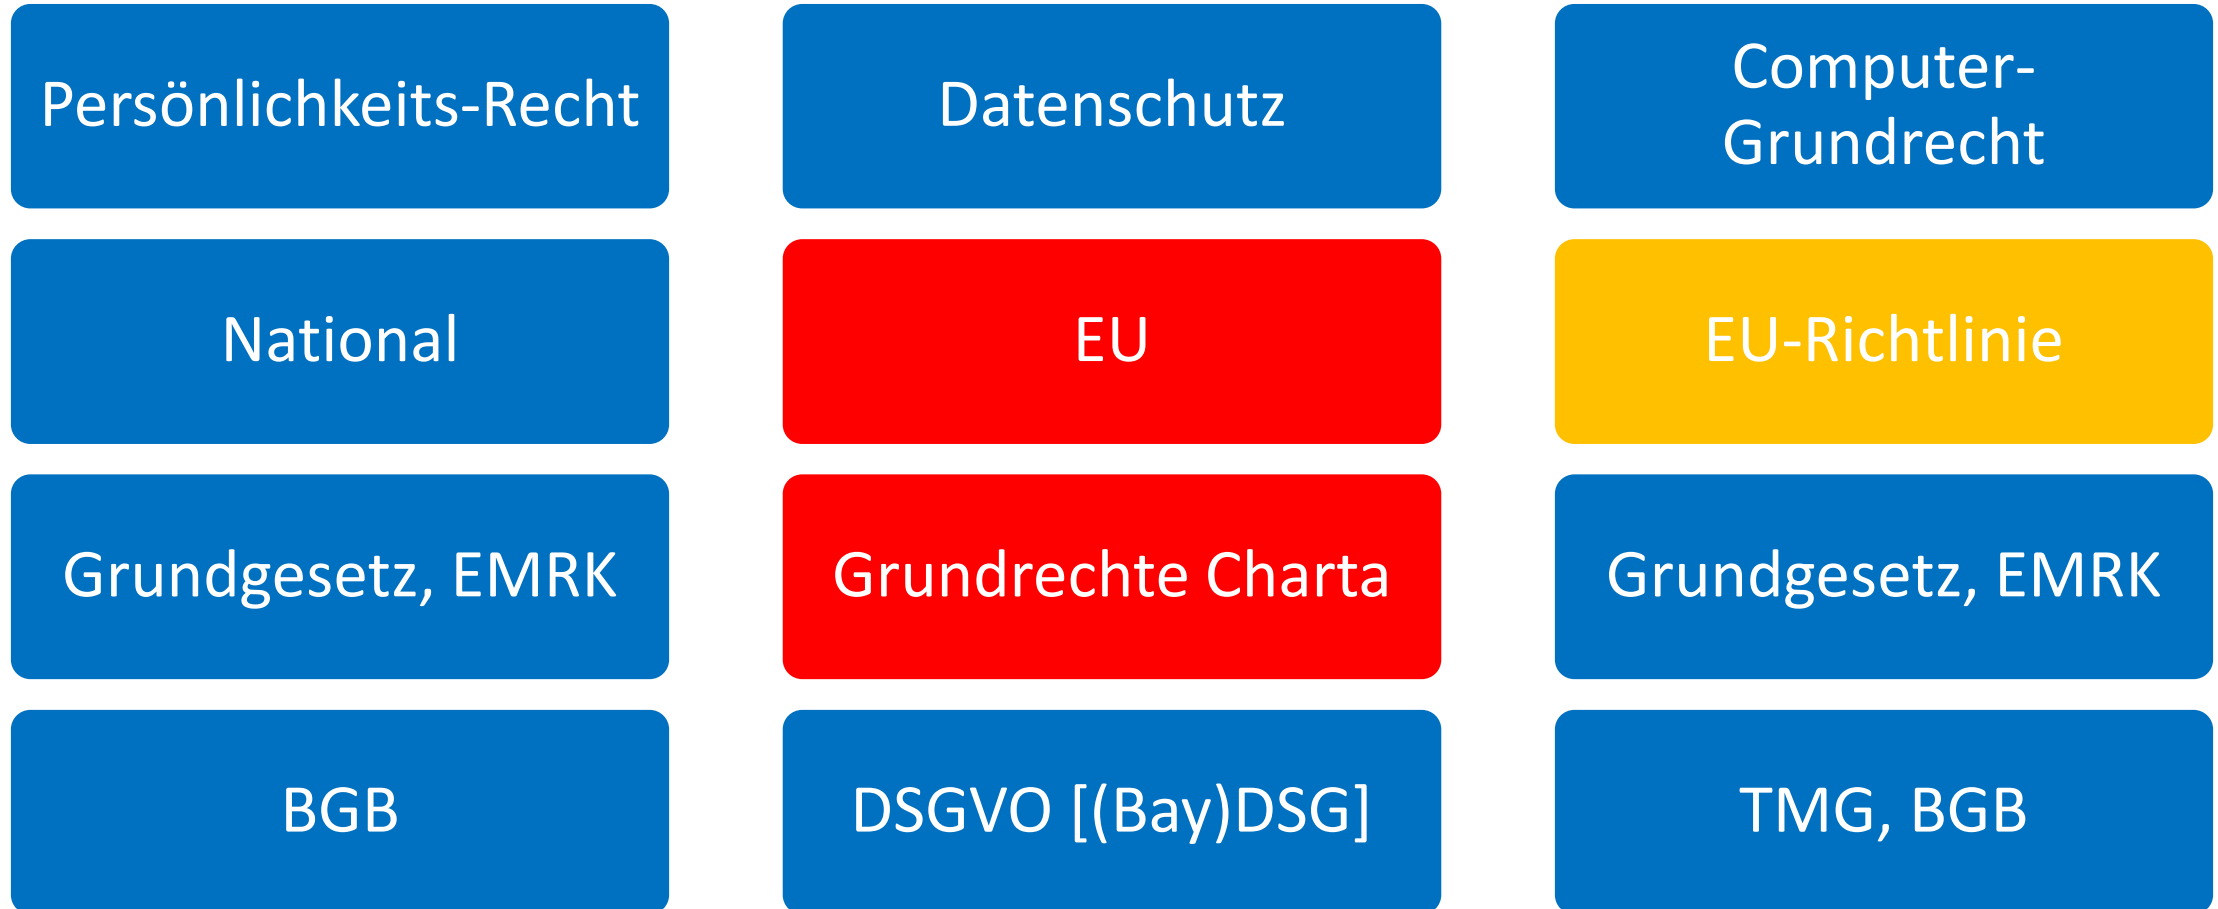 Persönlichkeits-Recht
Datenschutz
Computer-
Grundrecht
National
EU
EU-Richtlinie
Grundgesetz, EMRK
Grundrechte Charta
Grundgesetz, EMRK
BGB
DSGVO [(Bay)DSG]
TMG, BGB